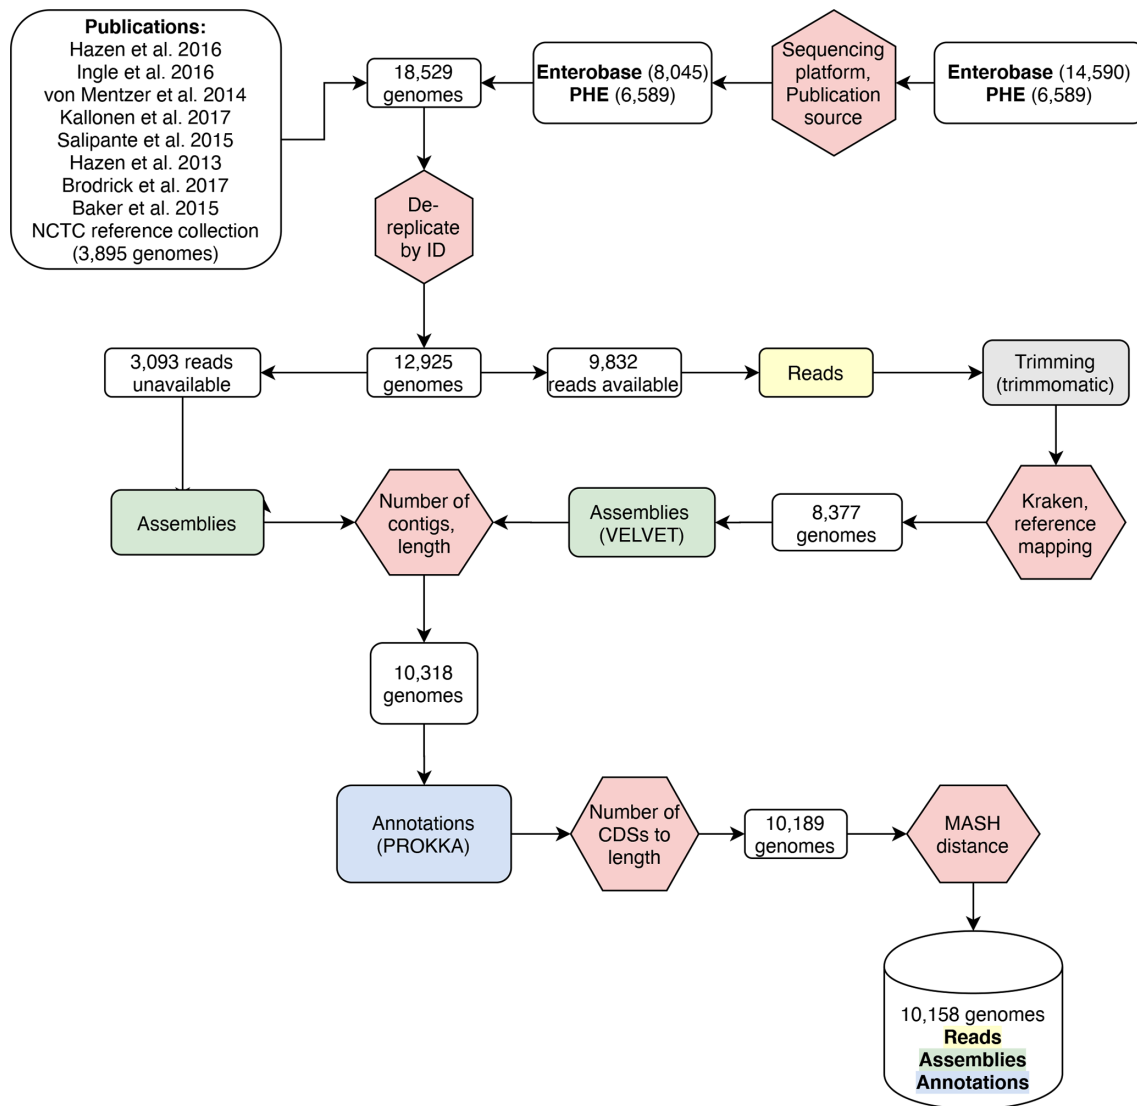 Publications:
Hazen et al. 2016
Ingle et al. 2016
von Mentzer et al. 2014
Kallonen et al. 2017
Salipante et al. 2015
Hazen et al. 2013
Brodrick et al. 2017
Baker et al. 2015
NCTC reference collection
(3,895 genomes)
18,529
genomes
Enterobase (8,045)
PHE (6,589)
Sequencing
platform,
Publication
source
Enterobase (14,590)
PHE (6,589)
De-
replicate
by ID
3,093 reads
unavailable
12,925
genomes
9,832
reads available
Reads
Trimming
(trimmomatic)
Assemblies
Number of
contigs,
length
Assemblies
(VELVET)
8,377
genomes
Kraken,
reference
mapping
10,318
genomes
Annotations
(PROKKA)
Number of
CDSs to
length
10,189
genomes
MASH
distance
10,158 genomes
Reads
Assemblies
Annotations